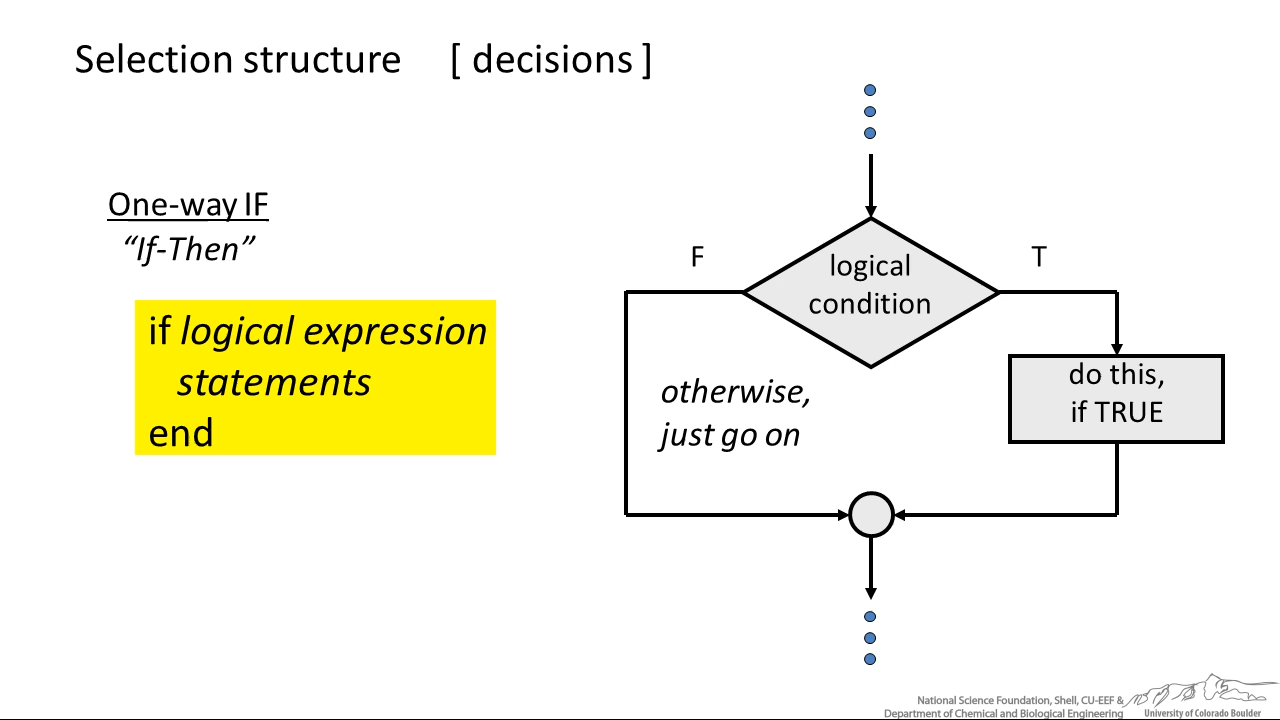 Selection structure [ decisions ]
One-way IF
“If-Then”
if logical expression
statements
end
F
T
logical
condition
do this,
if TRUE
otherwise,
just go on
National Science Foundation, Shell, CU-EEF &
Department of Chemical and Biological Engineering
University of Colorado Boulder